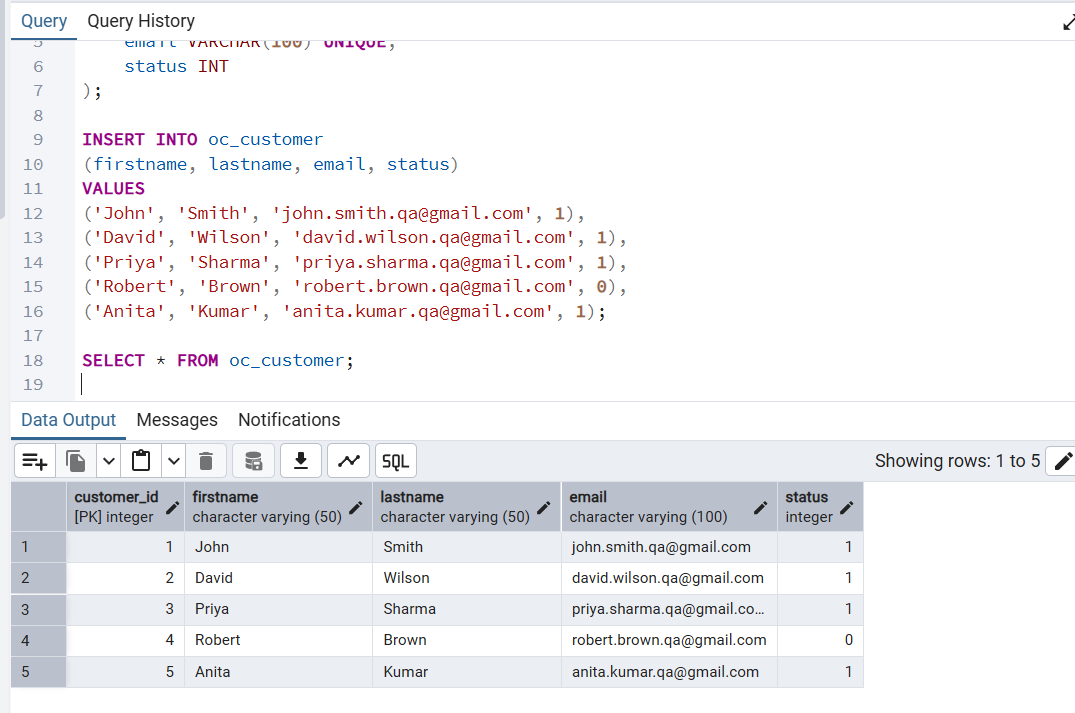 Query Query History
5 email VARCHAR(100) UNIQUE,
6 status INT
7 );
8
9 INSERT INTO oc_customer
10 (firstname, lastname, email, status)
11 VALUES
12 ('John', 'Smith', 'john.smith.qa@gmail.com', 1),
13 ('David', 'Wilson', 'david.wilson.qa@gmail.com', 1),
14 ('Priya', 'Sharma', 'priya.sharma.qa@gmail.com', 1),
15 ('Robert', 'Brown', 'robert.brown.qa@gmail.com', 0),
16 ('Anita', 'Kumar', 'anita.kumar.qa@gmail.com', 1);
17
18 SELECT * FROM oc_customer;
19
Data Output Messages Notifications
SQL Showing rows: 1 to 5
customer_id firstname lastname email status
[PK] integer character varying (50) character varying (50) character varying (100) integer
1 1 John Smith john.smith.qa@gmail.com 1
2 2 David Wilson david.wilson.qa@gmail.com 1
3 3 Priya Sharma priya.sharma.qa@gmail.co... 1
4 4 Robert Brown robert.brown.qa@gmail.com 0
5 5 Anita Kumar anita.kumar.qa@gmail.com 1